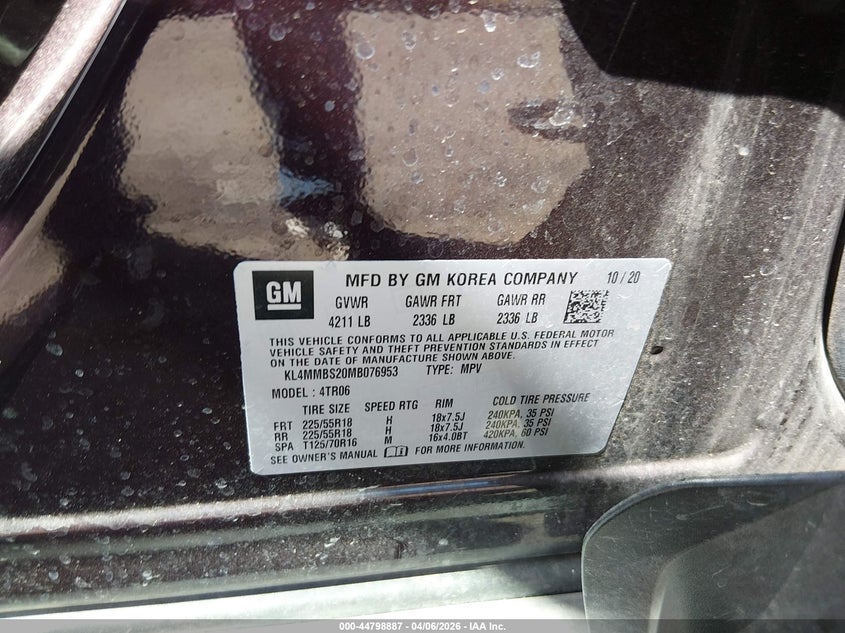 GM
MFD BY GM KOREA COMPANY 10/20
GVWR GAWR FRT GAWR RR
4211 LB 2336 LB 2336 LB
THIS VEHICLE CONFORMS TO ALL APPLICABLE U.S. FEDERAL MOTOR
VEHICLE SAFETY AND THEFT PREVENTION STANDARDS IN EFFECT
ON THE DATE OF MANUFACTURE SHOWN ABOVE.
KL4MMBS20MB076953 TYPE: MPV
MODEL : 4TR06
TIRE SIZE SPEED RTG RIM COLD TIRE PRESSURE
FRT 225/55R18 H 18x7.5J 240KPA, 35 PSI
RR 225/55R18 H 18x7.5J 240KPA, 35 PSI
SPA T125/70R16 M 16x4.0BT 420KPA, 60 PSI
SEE OWNER'S MANUAL FOR MORE INFORMATION.
000-44798887 - 04/06/2026 - IAA Inc.